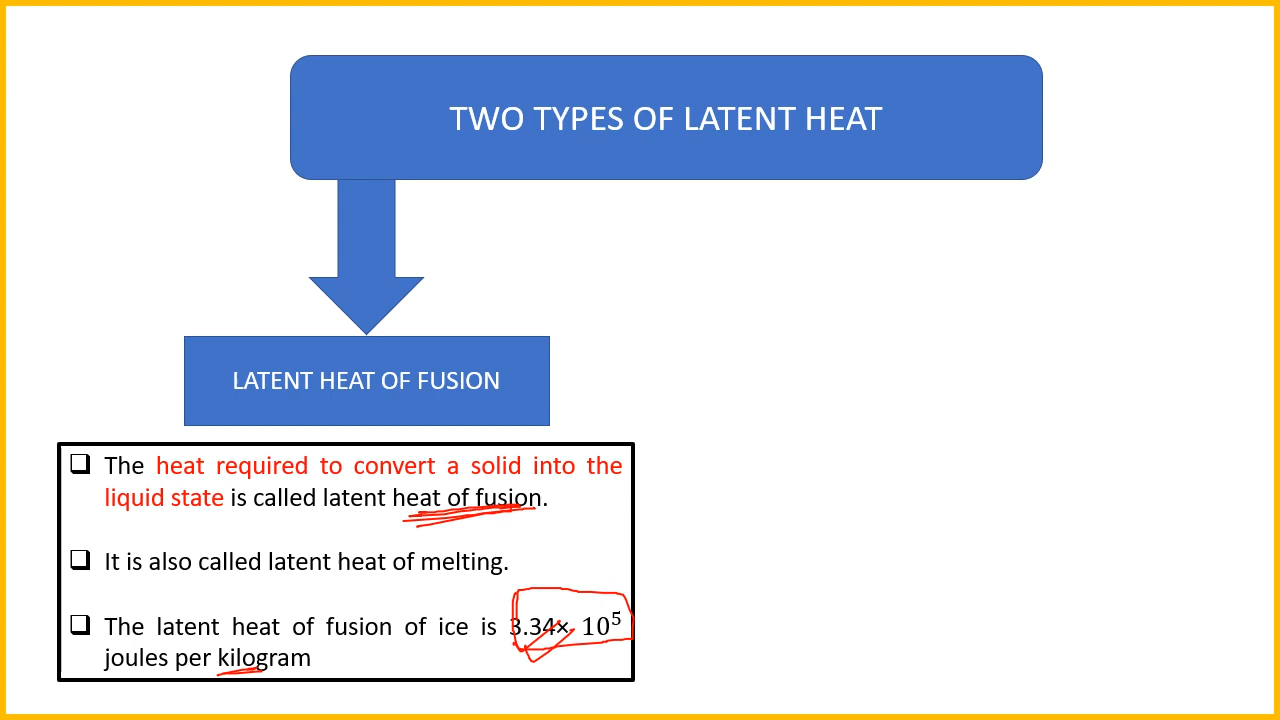 TWO TYPES OF LATENT HEAT
LATENT HEAT OF FUSION
❑ The heat required to convert a solid into the
liquid state is called latent heat of fusion.
❑ It is also called latent heat of melting.
❑ The latent heat of fusion of ice is 3.34× 10⁵
joules per kilogram